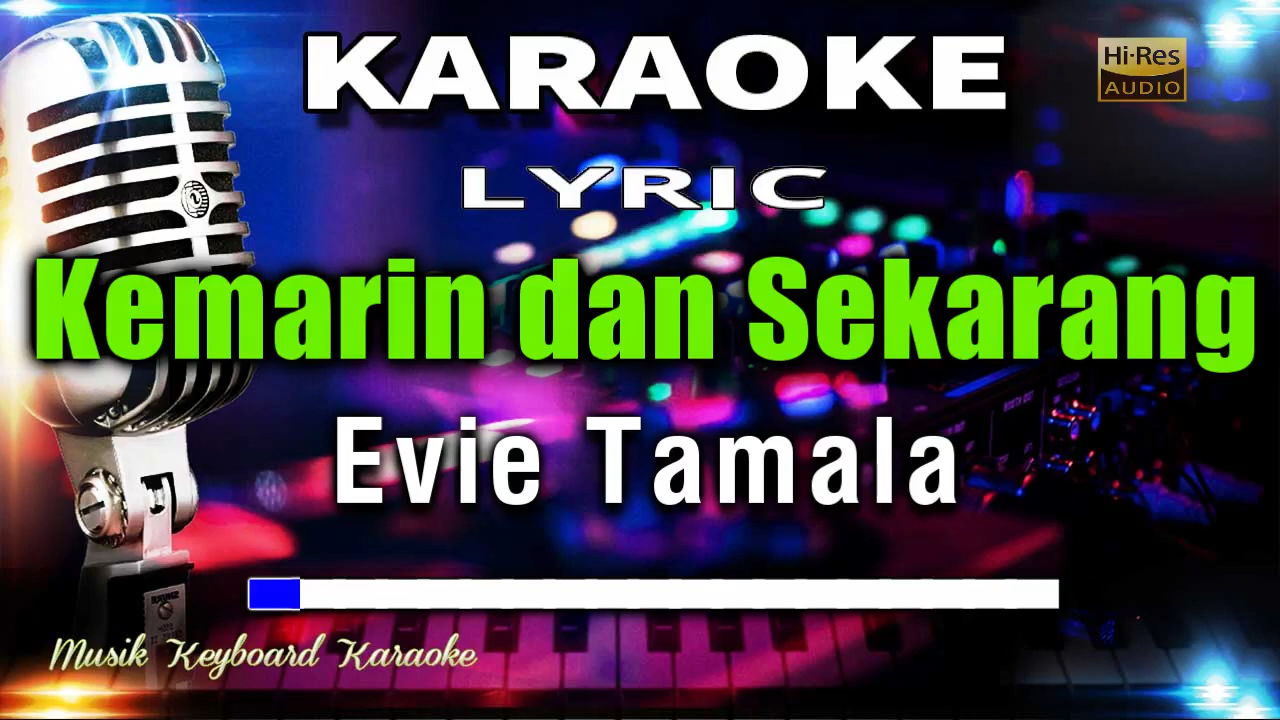 KARAOKE
Hi-Res
AUDIO
LYRIC
Kemarin dan Sekarang
Evie Tamala
Musik Keyboard Karaoke